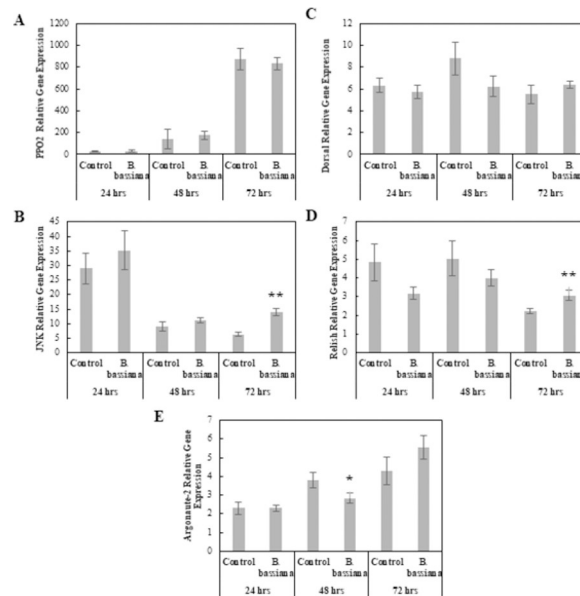 A
PPO2 Relative Gene Expression
1200
1000
800
600
400
200
0
Control
B.
bassiana
Control
B.
bassiana
Control
B.
bassiana
24 hrs
48 hrs
72 hrs
C
Dorsal Relative Gene Expression
12
10
8
6
4
2
0
Control
B.
bassiana
Control
B.
bassiana
Control
B.
bassiana
24 hrs
48 hrs
72 hrs
B
JNK Relative Gene Expression
45
40
35
30
25
20
15
10
5
0
**
Control
B.
bassiana
Control
B.
bassiana
Control
B.
bassiana
24 hrs
48 hrs
72 hrs
D
Relish Relative Gene Expression
7
6
5
4
3
2
1
0
**
Control
B.
bassiana
Control
B.
bassiana
Control
B.
bassiana
24 hrs
48 hrs
72 hrs
E
Argonaute-2 Relative Gene
Expression
7
6
5
4
3
2
1
0
*
Control
B.
bassiana
Control
B.
bassiana
Control
B.
bassiana
24 hrs
48 hrs
72 hrs